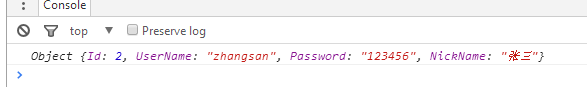 Console
top Preserve log
Object {Id: 2, UserName: "zhangsan", Password: "123456", NickName: "张三"}